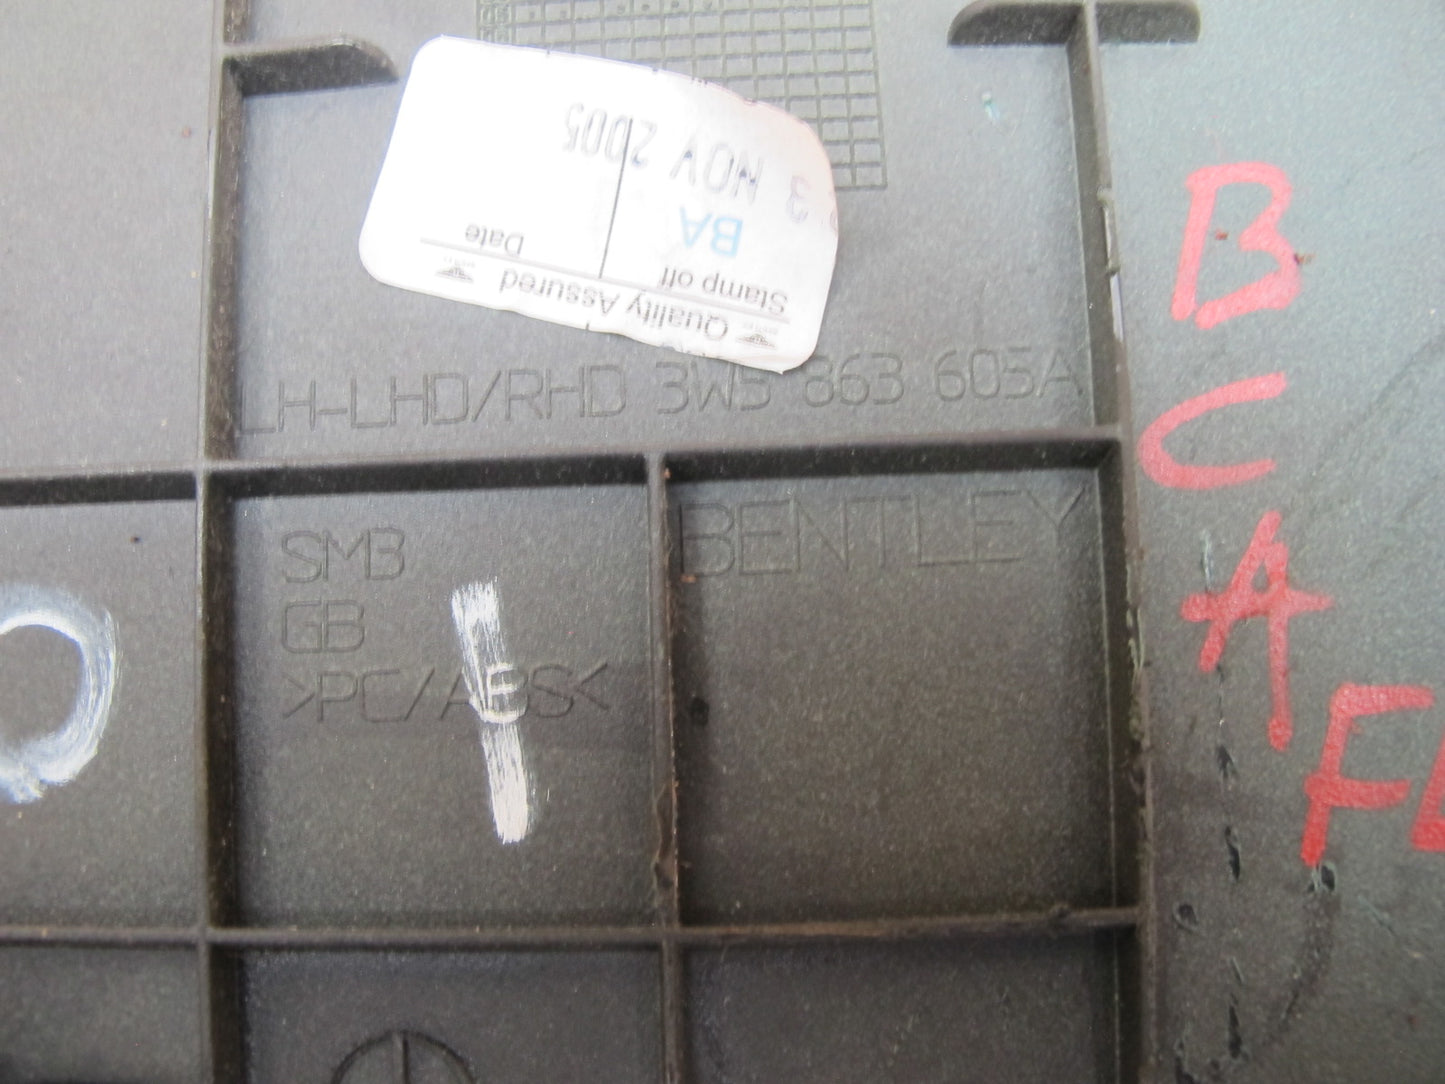 Quality Assured
Stamp off
Date
BA
3 NOV 2005
LH-LHD/RHD 3W5 863 605A
SMB
GB
>PC/ABS<
BENTLEY
B
C
A